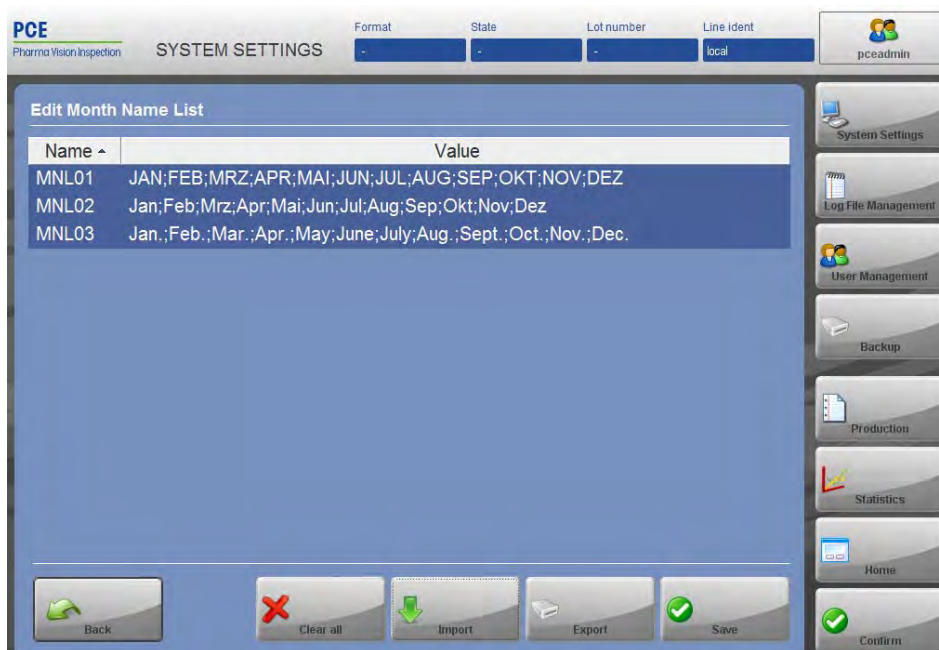 PCE
Pharma Vision Inspection
SYSTEM SETTINGS
Format
-
State
-
Lot number
-
Line ident
local
pceadmin
Edit Month Name List
Name Value
MNL01 JAN;FEB;MRZ;APR;MAI;JUN;JUL;AUG;SEP;OKT;NOV;DEZ
MNL02 Jan;Feb;Mrz;Apr;Mai;Jun;Jul;Aug;Sep;Okt;Nov;Dez
MNL03 Jan.;Feb.;Mar.;Apr.;May;June;July;Aug.;Sept.;Oct.;Nov.;Dec.
System Settings
Log File Management
User Management
Backup
Production
Statistics
Home
Confirm
Back
Clear all
Import
Export
Save